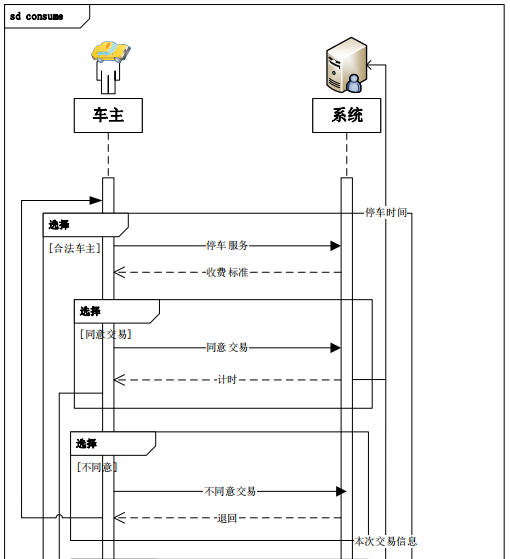 sd consume
车主
系统
停车时间
选择
[合法车主]
停车服务
收费标准
选择
[同意交易]
同意交易
计时
选择
[不同意]
不同意交易
退回
本次交易信息